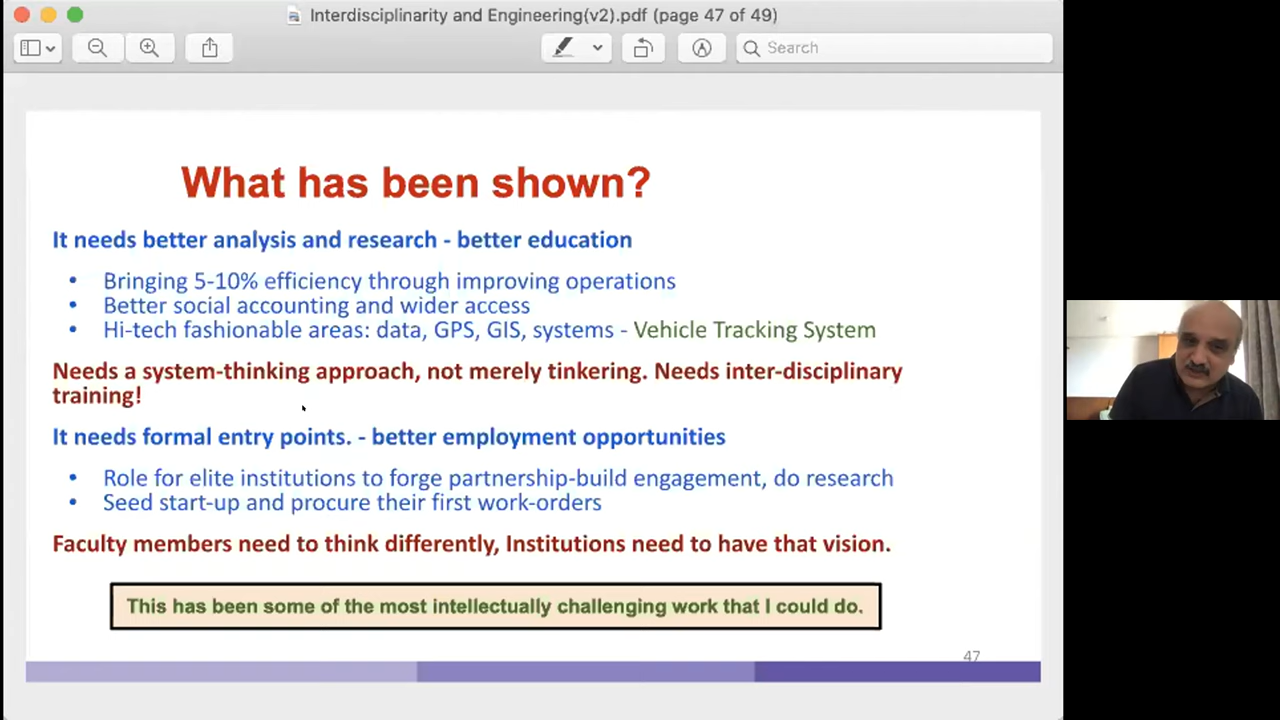 Interdisciplinarity and Engineering(v2).pdf (page 47 of 49)
Search
What has been shown?
It needs better analysis and research - better education
• Bringing 5-10% efficiency through improving operations
• Better social accounting and wider access
• Hi-tech fashionable areas: data, GPS, GIS, systems - Vehicle Tracking System
Needs a system-thinking approach, not merely tinkering. Needs inter-disciplinary
training!
It needs formal entry points. - better employment opportunities
• Role for elite institutions to forge partnership-build engagement, do research
• Seed start-up and procure their first work-orders
Faculty members need to think differently, Institutions need to have that vision.
This has been some of the most intellectually challenging work that I could do.
47